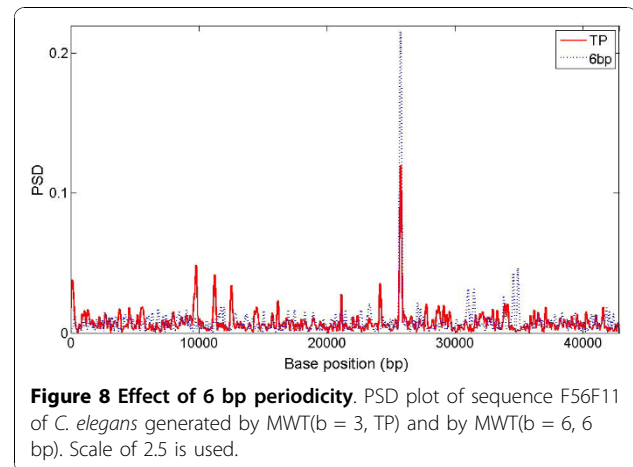 0.2
TP
6bp
0.1
PSD
0
0
10000
20000
30000
40000
Base position (bp)
Figure 8 Effect of 6 bp periodicity. PSD plot of sequence F56F11
of C. elegans generated by MWT(b = 3, TP) and by MWT(b = 6, 6
bp). Scale of 2.5 is used.